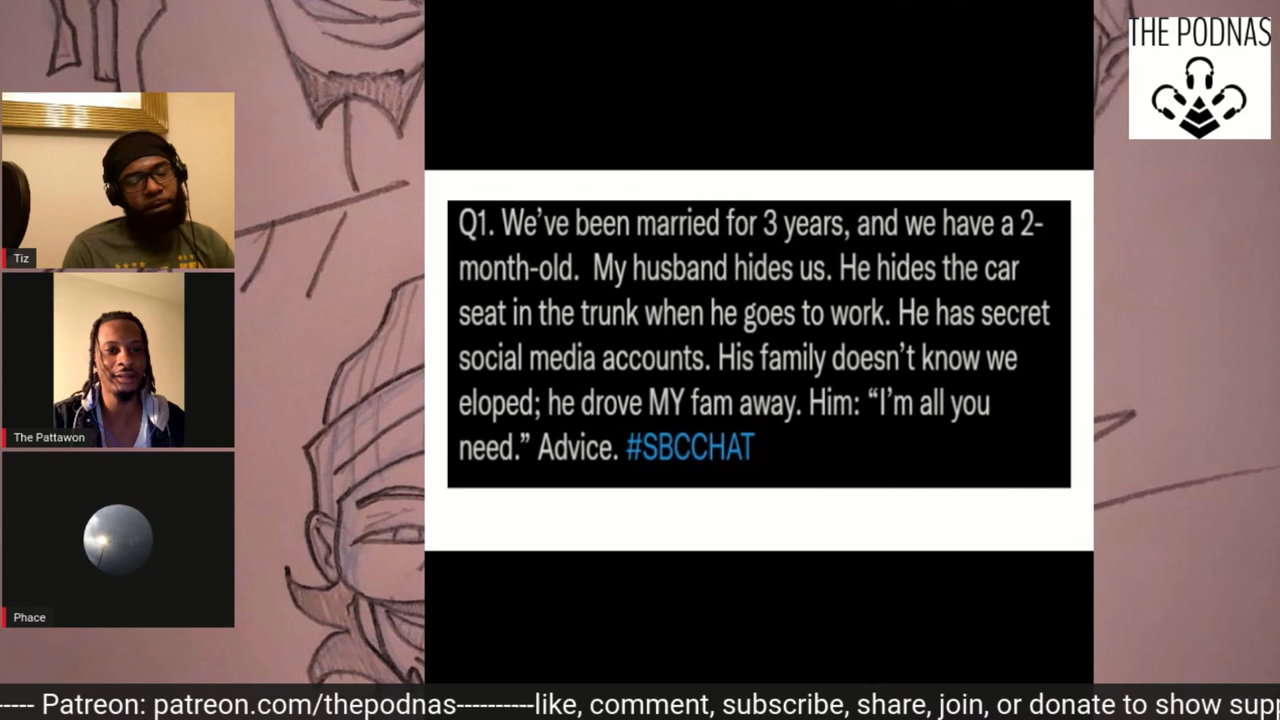 THE PODNAS
Tiz
The Pattawon
Phace
Q1. We’ve been married for 3 years, and we have a 2-
month-old.  My husband hides us. He hides the car
seat in the trunk when he goes to work. He has secret
social media accounts. His family doesn’t know we
eloped; he drove MY fam away. Him: “I’m all you
need.” Advice. #SBCCHAT
----- Patreon: patreon.com/thepodnas----------like, comment, subscribe, share, join, or donate to show sup